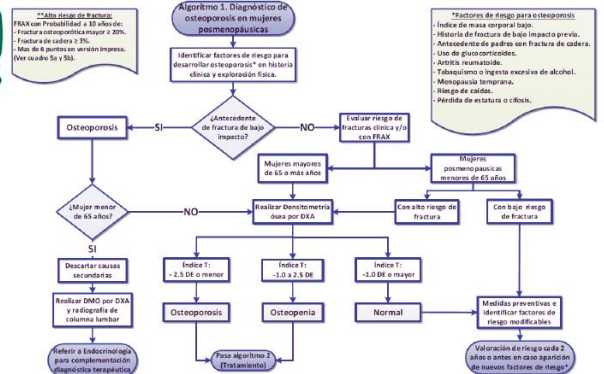 **Alto riesgo de fractura:
FRAX con Probabilidad a 10 años de:
- Fractura osteoporótica mayor ≥ 20%.
- Fractura de cadera ≥ 3%.
- Mas de 6 puntos en versión impresa.
(Ver cuadro 5a y 5b).
Algoritmo 1. Diagnóstico de
osteoporosis en mujeres
posmenopáusicas
*Factores de riesgo para osteoporosis
- Índice de masa corporal bajo.
- Historia de fractura de bajo impacto previa.
- Antecedente de padres con fractura de cadera.
- Uso de glucorticoides.
- Artritis reumatoide.
- Tabaquismo o ingesta excesiva de alcohol.
- Menopausia temprana.
- Riesgo de caídas.
- Pérdida de estatura o cifosis.
Identificar factores de riesgo para
desarrollar osteoporosis* en historia
clínica y exploración física.
¿Antecedente
de fractura de bajo
impacto?
SI
NO
Osteoporosis
Evaluar riesgo de
fracturas clínica y/o
con FRAX
Mujeres mayores
de 65 o más años
Mujeres
posmenopausicas
menores de 65 años
¿Mujer menor
de 65 años?
NO
Realizar Densitometría
ósea por DXA
Con alto riesgo de
fractura
Con bajo riesgo
de fractura
SI
Descartar causas
secundarias
Índice T:
- 2.5 DE o menor
Índice T:
-1.0 a 2.5 DE
Índice T:
-1.0 DE o mayor
Realizar DMO por DXA
y radiografía de
columna lumbar
Osteoporosis
Osteopenia
Normal
Medidas preventivas e
identificar factores de
riesgo modificables
Referir a Endocrinología
para complementación
diagnóstica terapéutica
Pasa algoritmo 2
(Tratamiento)
Valoración de riesgo cada 2
años o antes en caso aparición
de nuevos factores de riesgo*